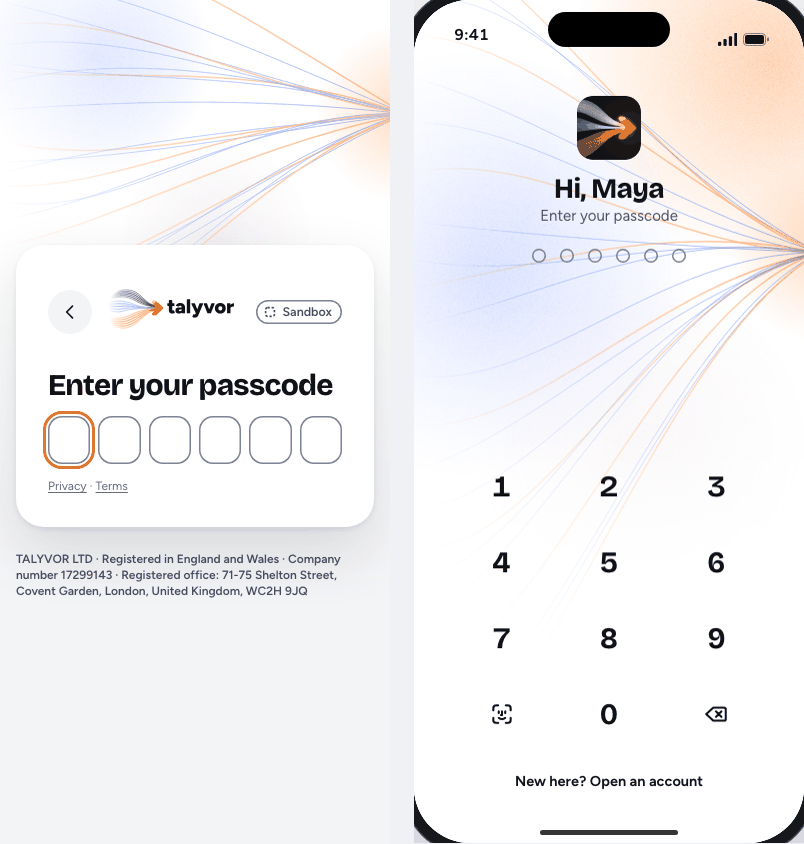 talyvor
Sandbox
Enter your passcode
Privacy · Terms
TALYVOR LTD · Registered in England and Wales · Company
number 17299143 · Registered office: 71-75 Shelton Street,
Covent Garden, London, United Kingdom, WC2H 9JQ
9:41
Hi, Maya
Enter your passcode
1 2 3
4 5 6
7 8 9
0
New here? Open an account